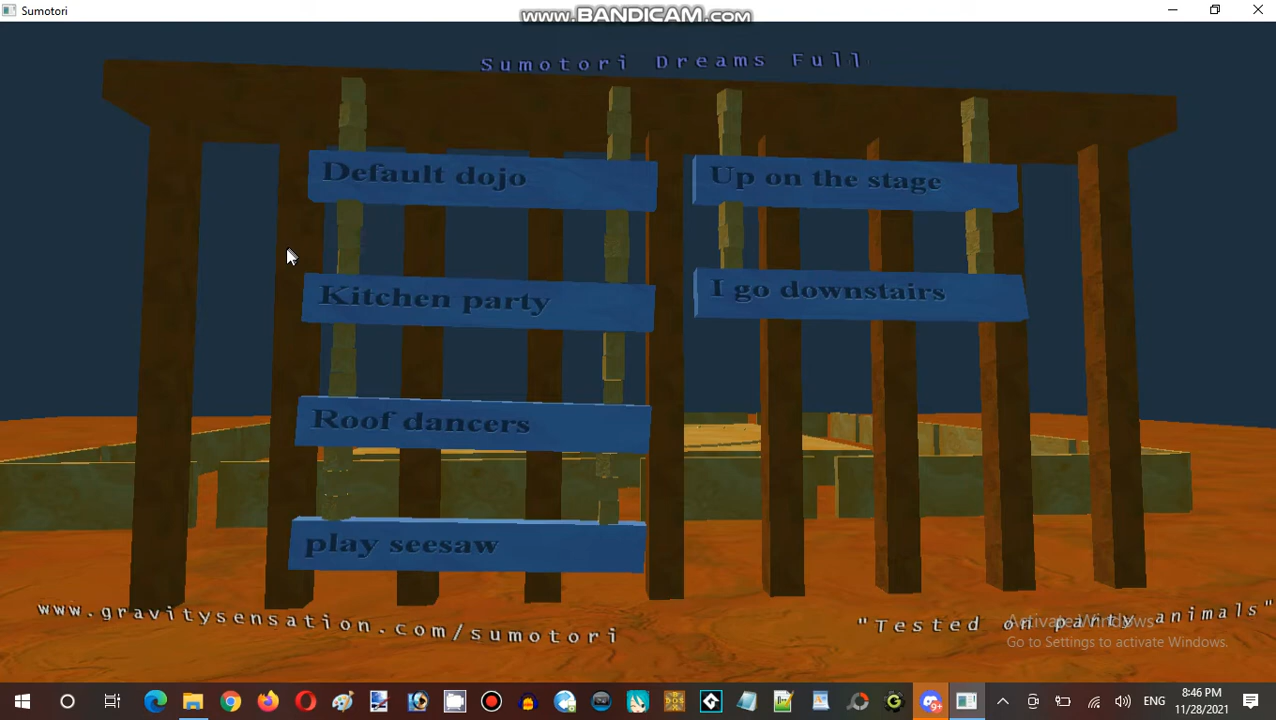 Sumotori
www.BANDICAM.com
Sumotori Dreams Full
Default dojo
Up on the stage
Kitchen party
I go downstairs
Roof dancers
play seesaw
www.gravitysensation.com/sumotori
"Tested on party animals"
Activate Windows
Go to Settings to activate Windows.
DOS
9+
ENG
8:46 PM
11/28/2021